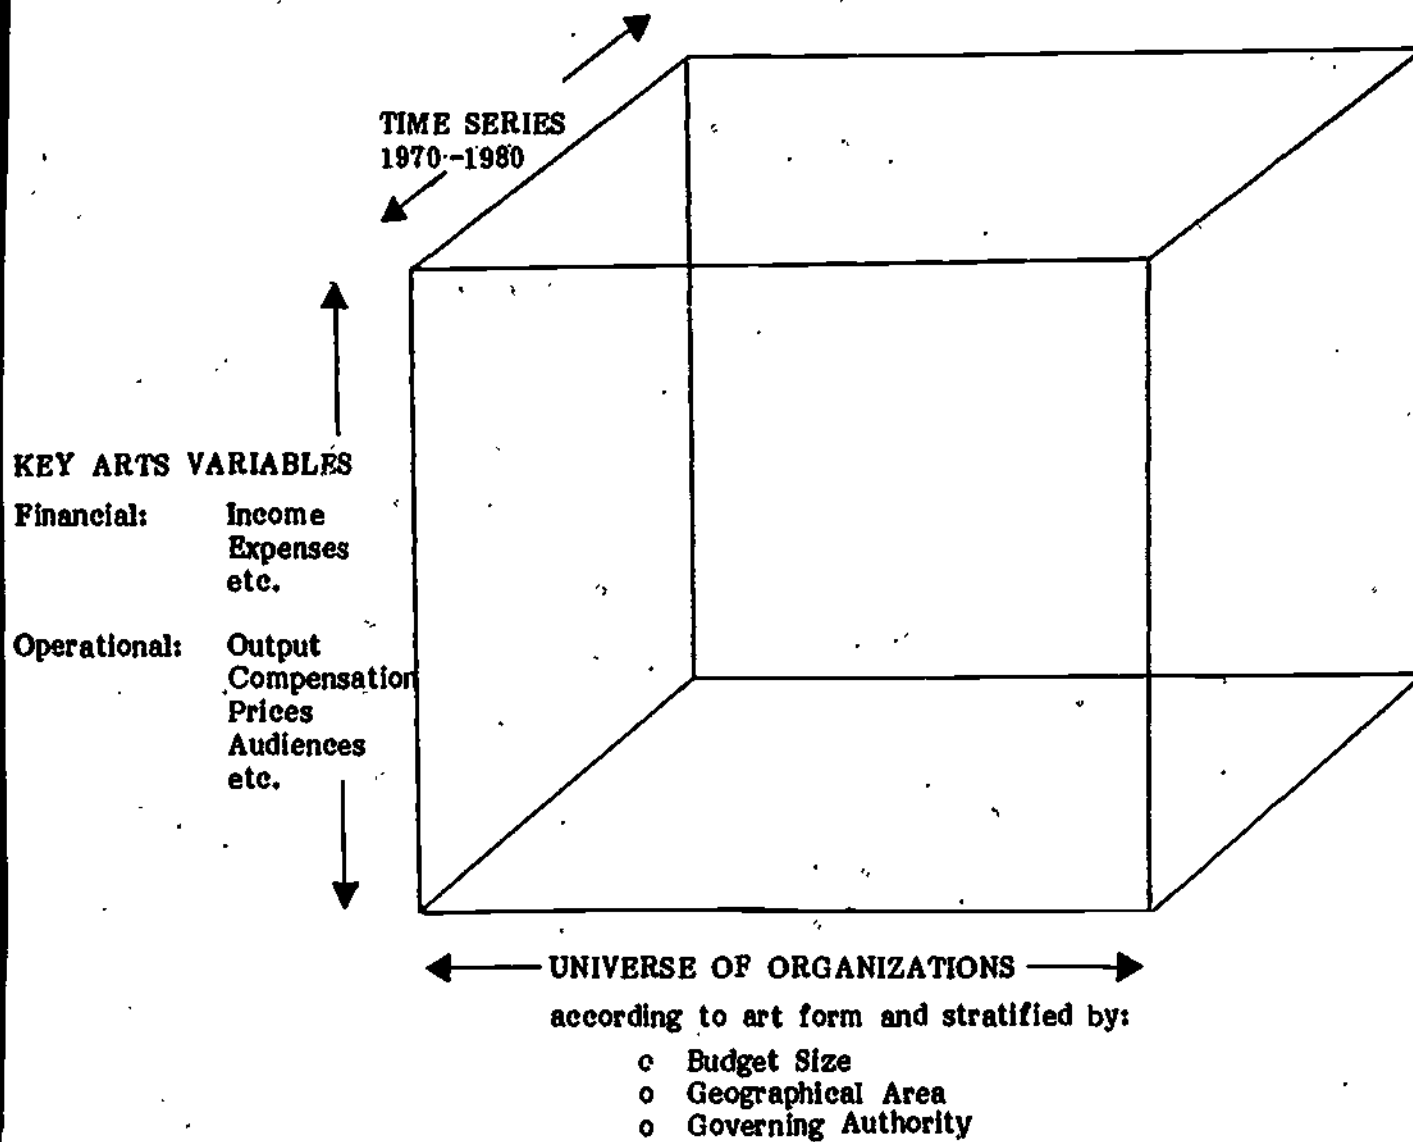 TIME SERIES
1970--1980
KEY ARTS VARIABLES
Financial: Income
Expenses
etc.
Operational: Output
Compensation
Prices
Audiences
etc.
UNIVERSE OF ORGANIZATIONS
according to art form and stratified by:
o Budget Size
o Geographical Area
o Governing Authority